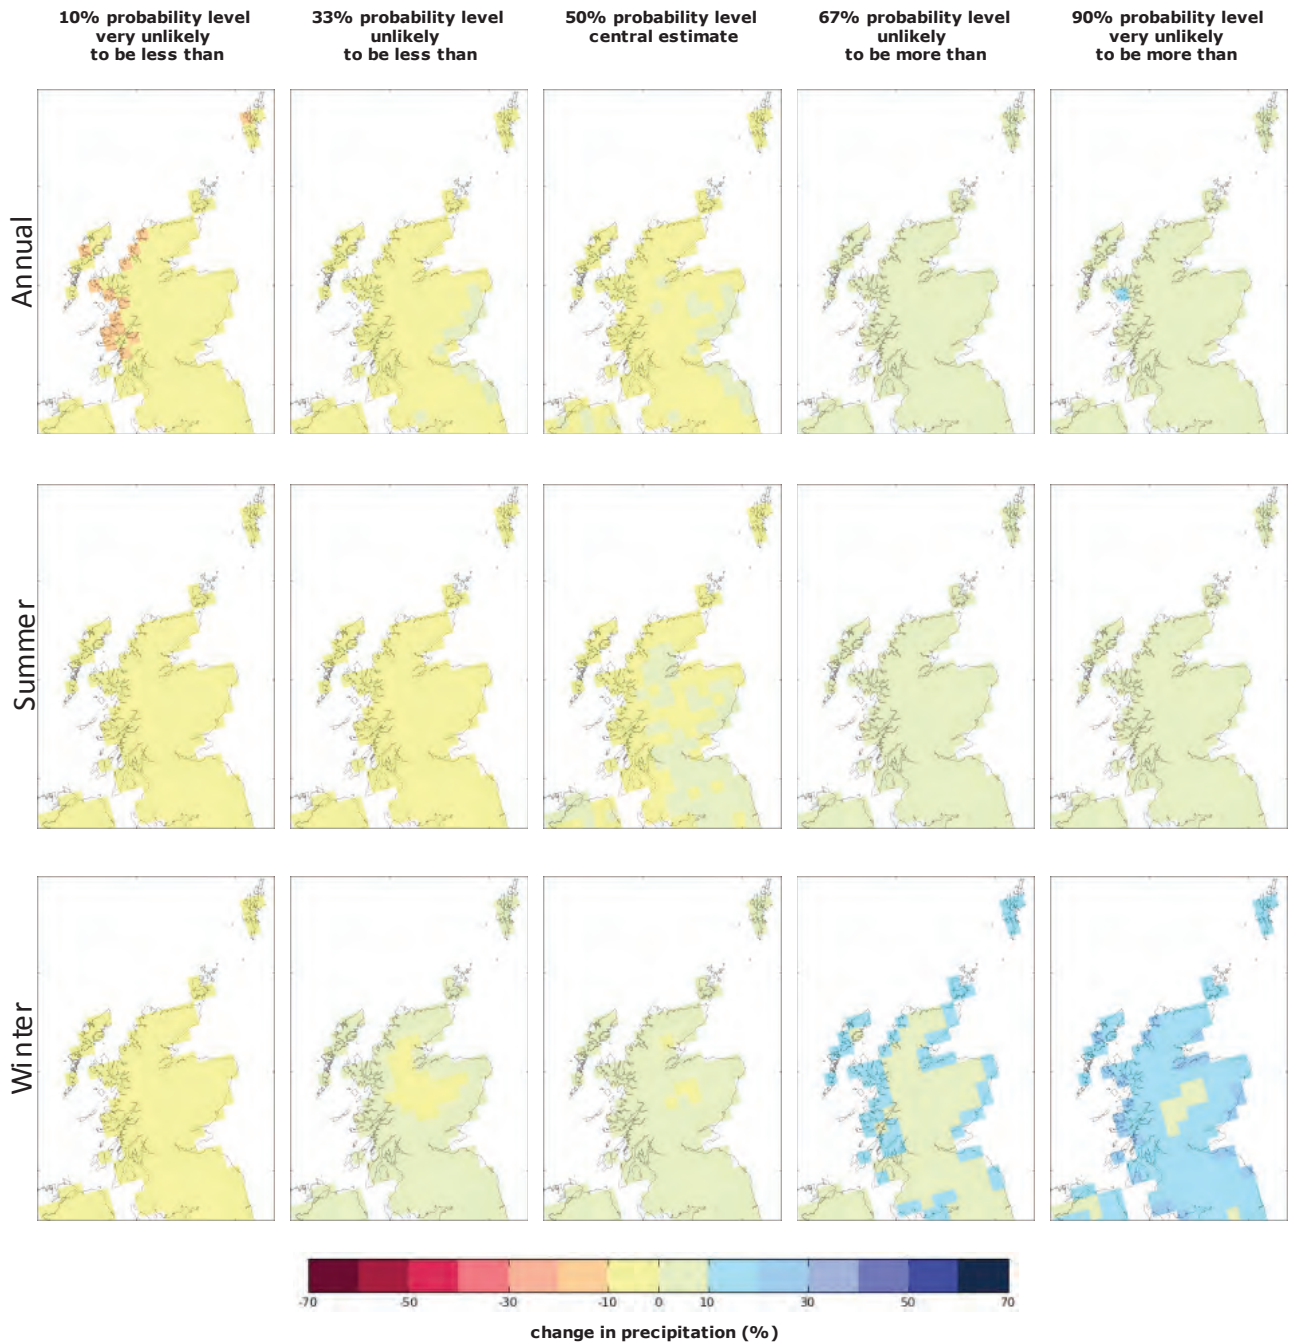 10% probability level
very unlikely
to be less than
33% probability level
unlikely
to be less than
50% probability level
central estimate
67% probability level
unlikely
to be more than
90% probability level
very unlikely
to be more than
Annual
Summer
Winter
-70 -50 -30 -10 0 10 30 50 70
change in precipitation (%)